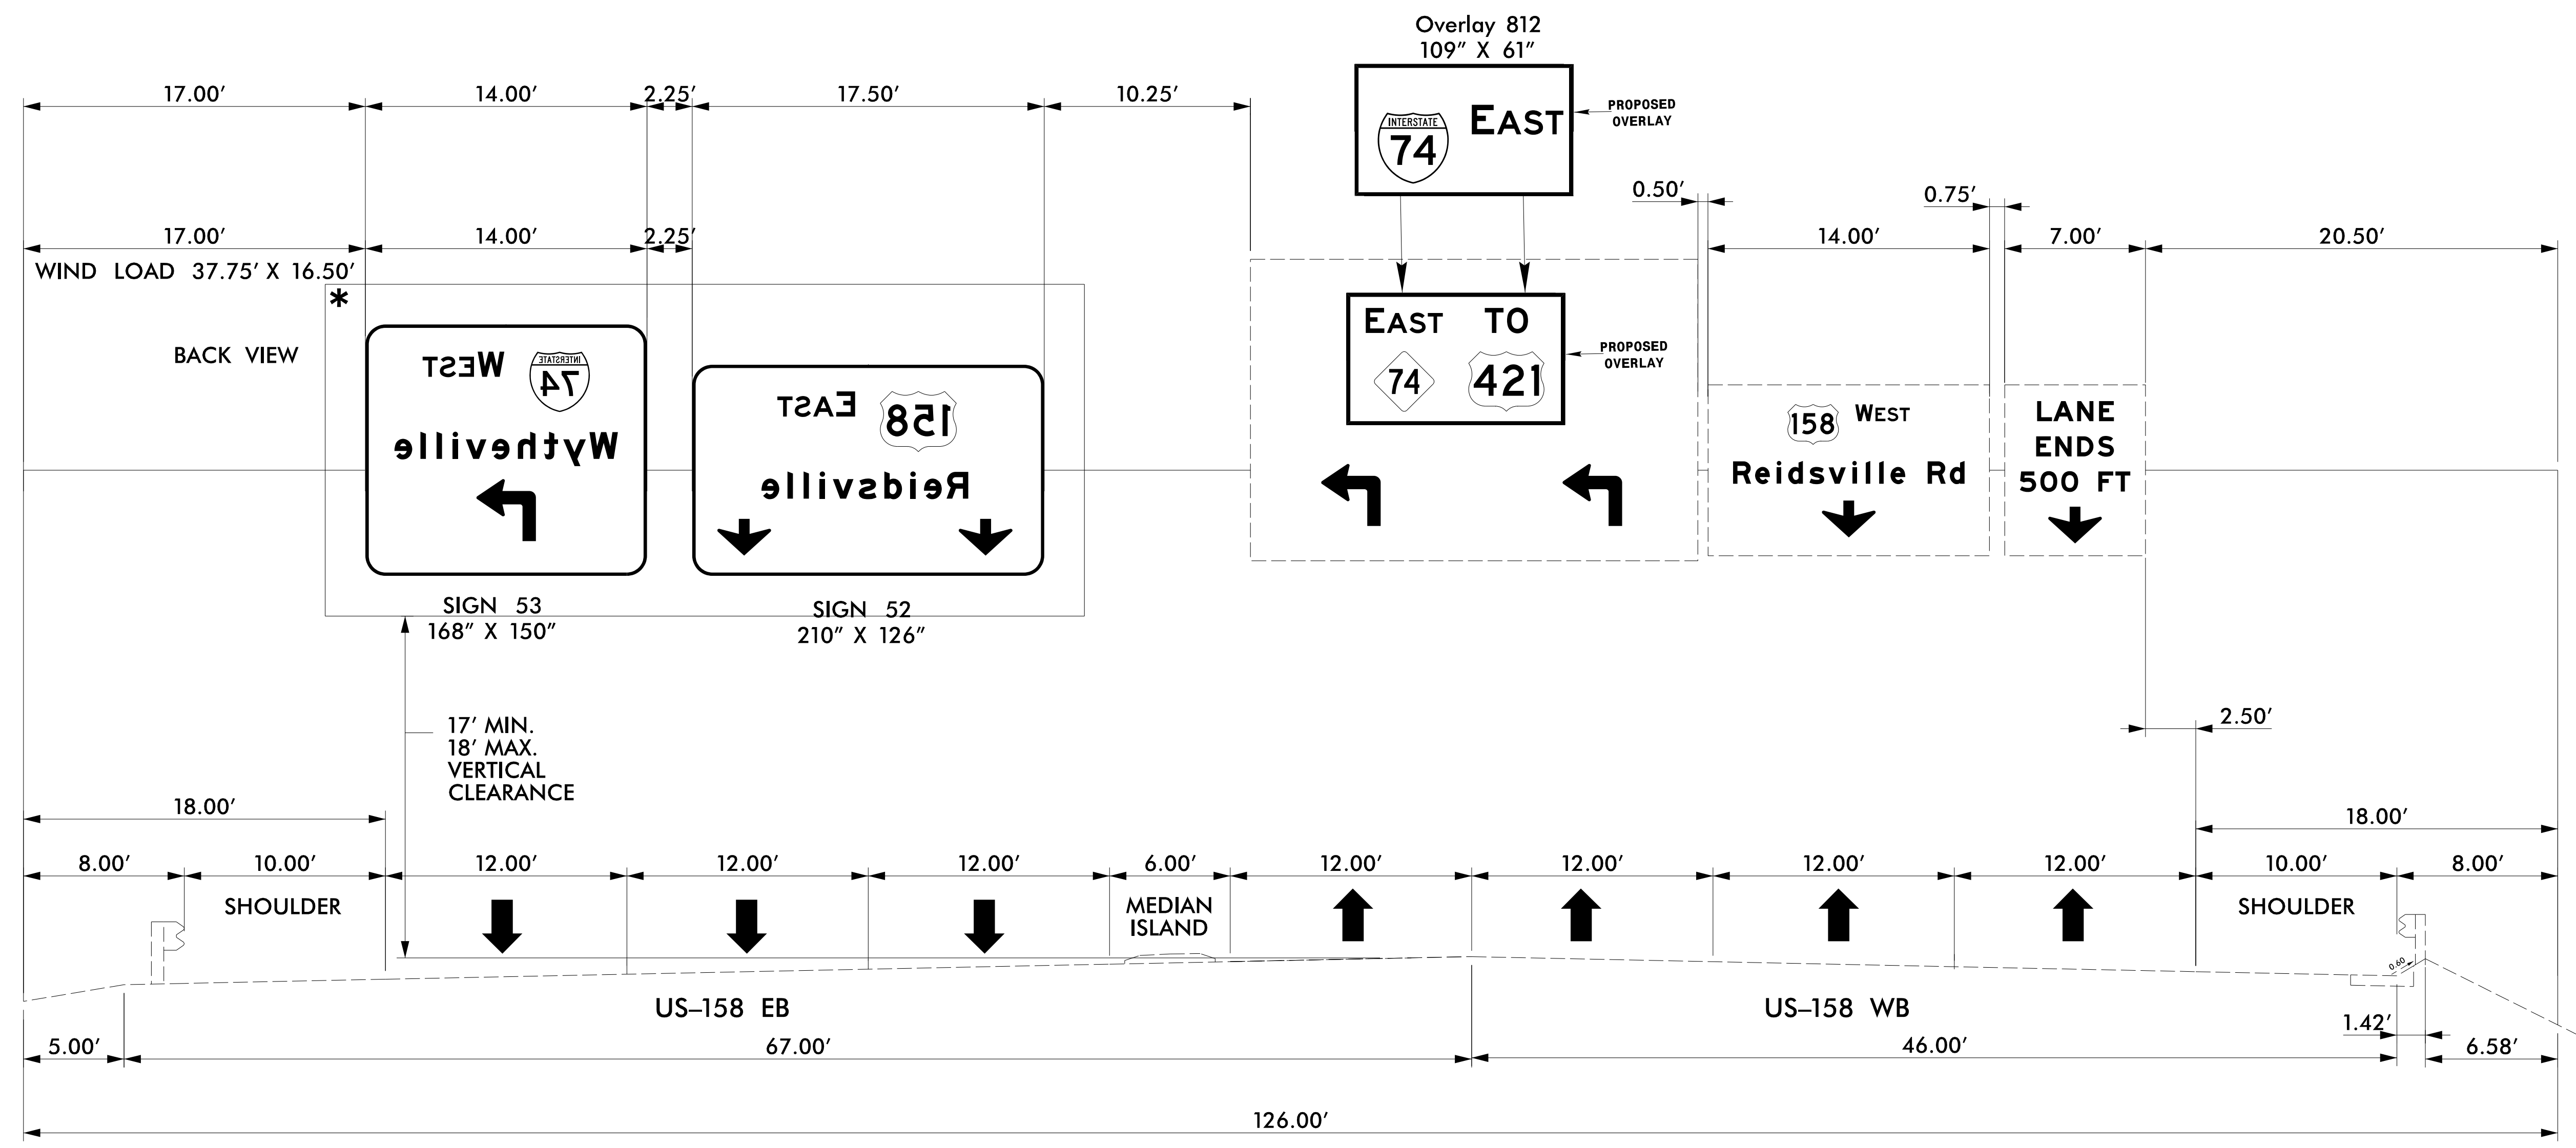 Overlay 812
109" X 61"
17.00' 14.00' 2.25' 17.50' 10.25'
INTERSTATE
74 EAST
PROPOSED
OVERLAY
0.50' 0.75'
17.00' 14.00' 2.25' 14.00' 7.00' 20.50'
WIND LOAD 37.75' X 16.50'
*
BACK VIEW
WEST INTERSTATE 74
Wytheville
EAST 158
Reidsville
EAST TO
74 421
PROPOSED
OVERLAY
158 WEST
Reidsville Rd
LANE
ENDS
500 FT
SIGN 53
168" X 150"
SIGN 52
210" X 126"
17' MIN.
18' MAX.
VERTICAL
CLEARANCE
2.50'
18.00' 18.00'
8.00' 10.00' 12.00' 12.00' 12.00' 6.00' 12.00' 12.00' 12.00' 12.00' 10.00' 8.00'
SHOULDER
MEDIAN
ISLAND
SHOULDER
0.60
US-158 EB US-158 WB
5.00' 67.00' 46.00' 1.42' 6.58'
126.00'